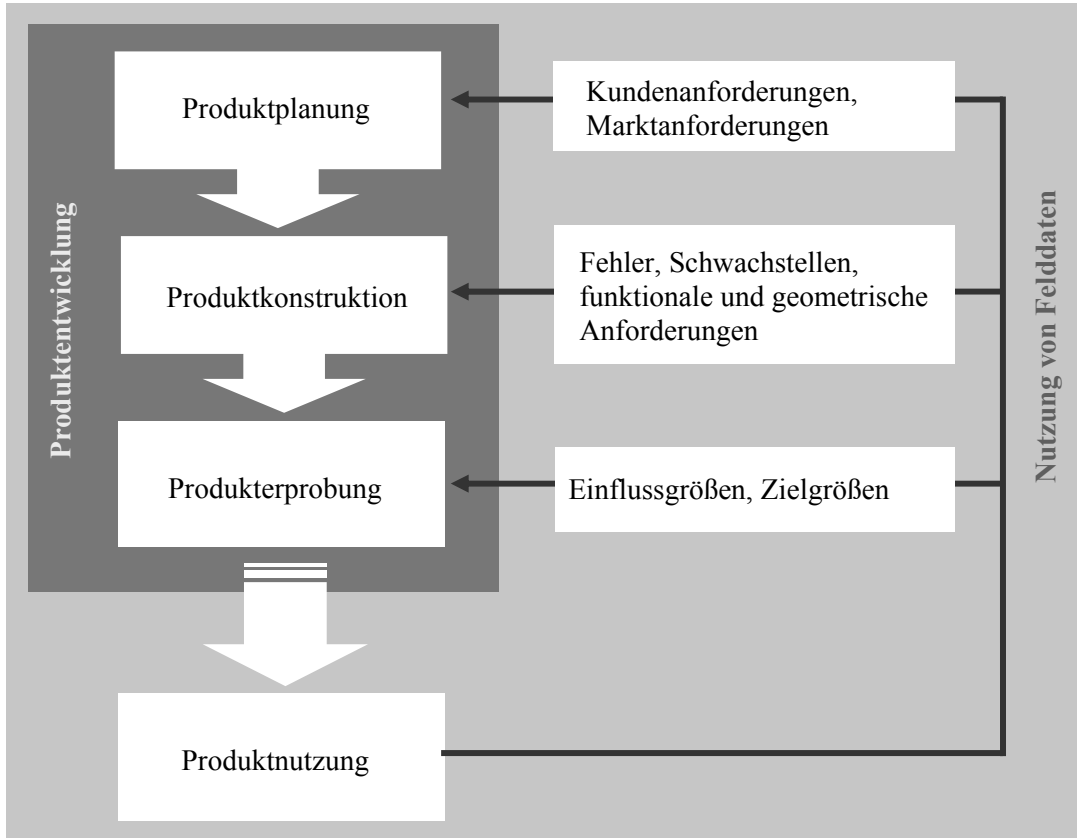 Produktentwicklung
Produktplanung
Kundenanforderungen,
Marktanforderungen
Produktkonstruktion
Fehler, Schwachstellen,
funktionale und geometrische
Anforderungen
Produkterprobung
Einflussgrößen, Zielgrößen
Produktnutzung
Nutzung von Felddaten